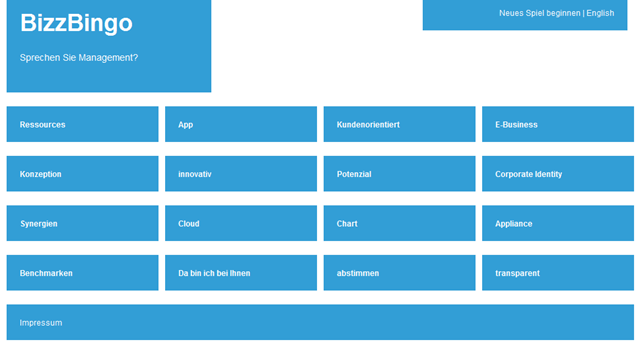 BizzBingo
Neues Spiel beginnen | English
Sprechen Sie Management?
Ressources
App
Kundenorientiert
E-Business
Konzeption
innovativ
Potenzial
Corporate Identity
Synergien
Cloud
Chart
Appliance
Benchmarken
Da bin ich bei Ihnen
abstimmen
transparent
Impressum